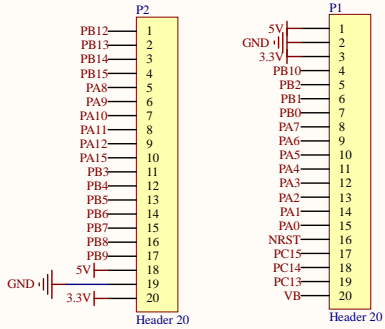 P2
PB12 1
PB13 2
PB14 3
PB15 4
PA8 5
PA9 6
PA10 7
PA11 8
PA12 9
PA15 10
PB3 11
PB4 12
PB5 13
PB6 14
PB7 15
PB8 16
PB9 17
5V 18
GND 19
3.3V 20
Header 20
P1
5V 1
GND 2
3.3V 3
PB10 4
PB2 5
PB1 6
PB0 7
PA7 8
PA6 9
PA5 10
PA4 11
PA3 12
PA2 13
PA1 14
PA0 15
NRST 16
PC15 17
PC14 18
PC13 19
VB 20
Header 20